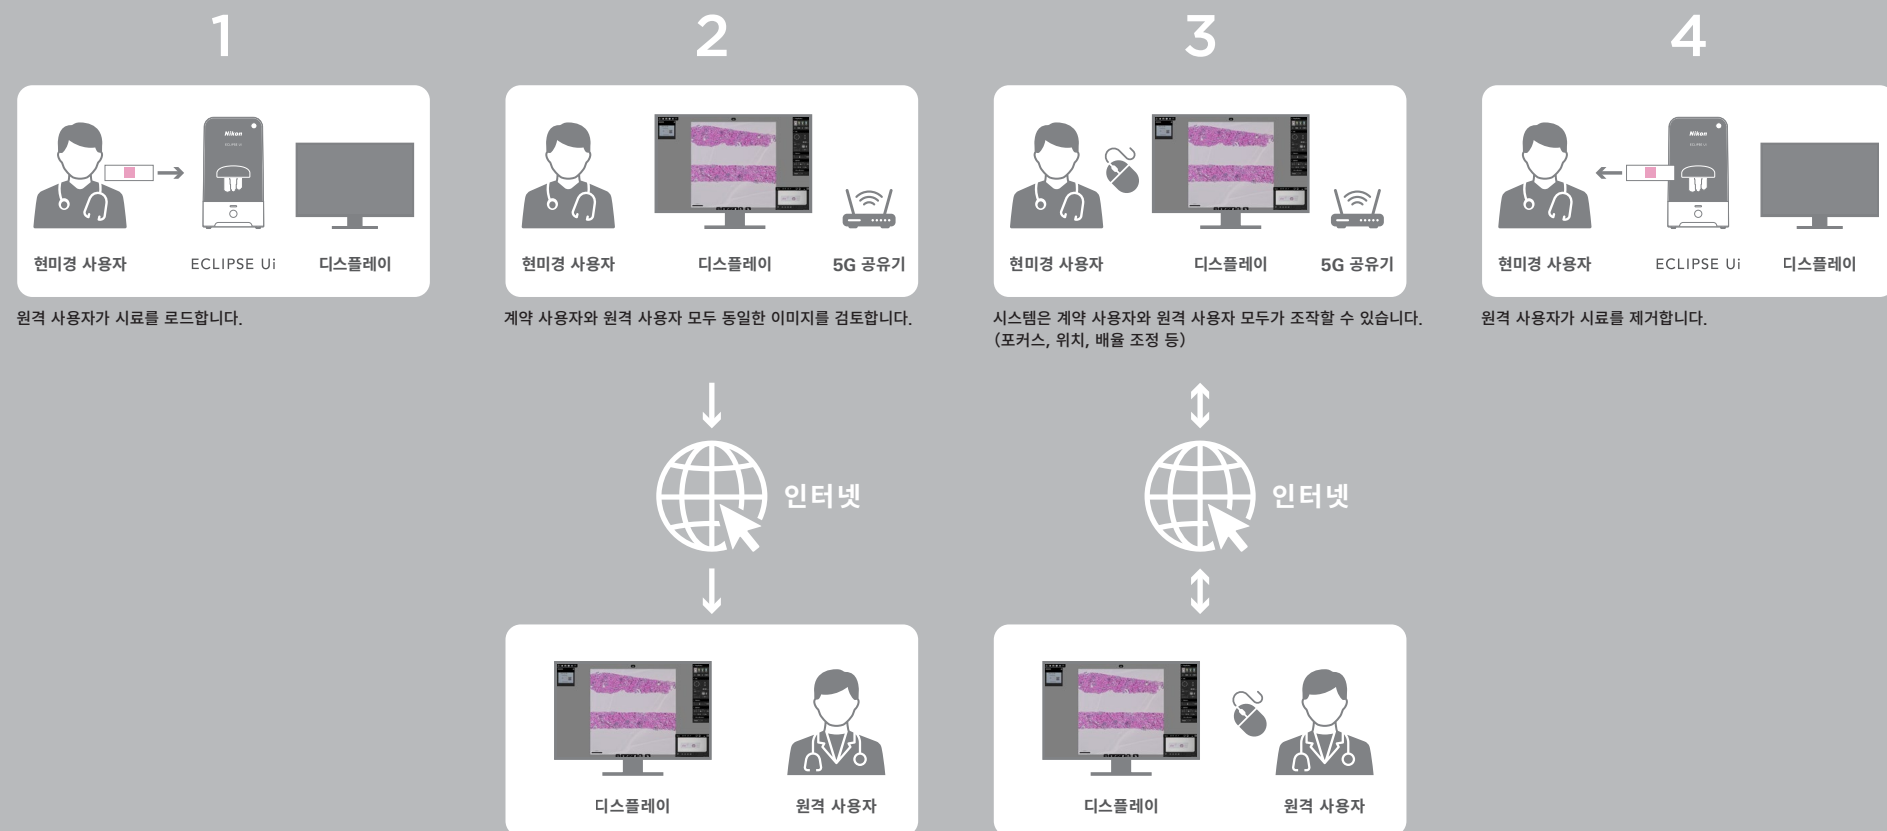 1
Nikon
ECLIPSE Ui
현미경 사용자
ECLIPSE Ui
디스플레이
원격 사용자가 시료를 로드합니다.
2
현미경 사용자
디스플레이
5G 공유기
계약 사용자와 원격 사용자 모두 동일한 이미지를 검토합니다.
인터넷
디스플레이
원격 사용자
3
현미경 사용자
디스플레이
5G 공유기
시스템은 계약 사용자와 원격 사용자 모두가 조작할 수 있습니다.
(포커스, 위치, 배율 조정 등)
인터넷
디스플레이
원격 사용자
4
Nikon
ECLIPSE Ui
현미경 사용자
ECLIPSE Ui
디스플레이
원격 사용자가 시료를 제거합니다.